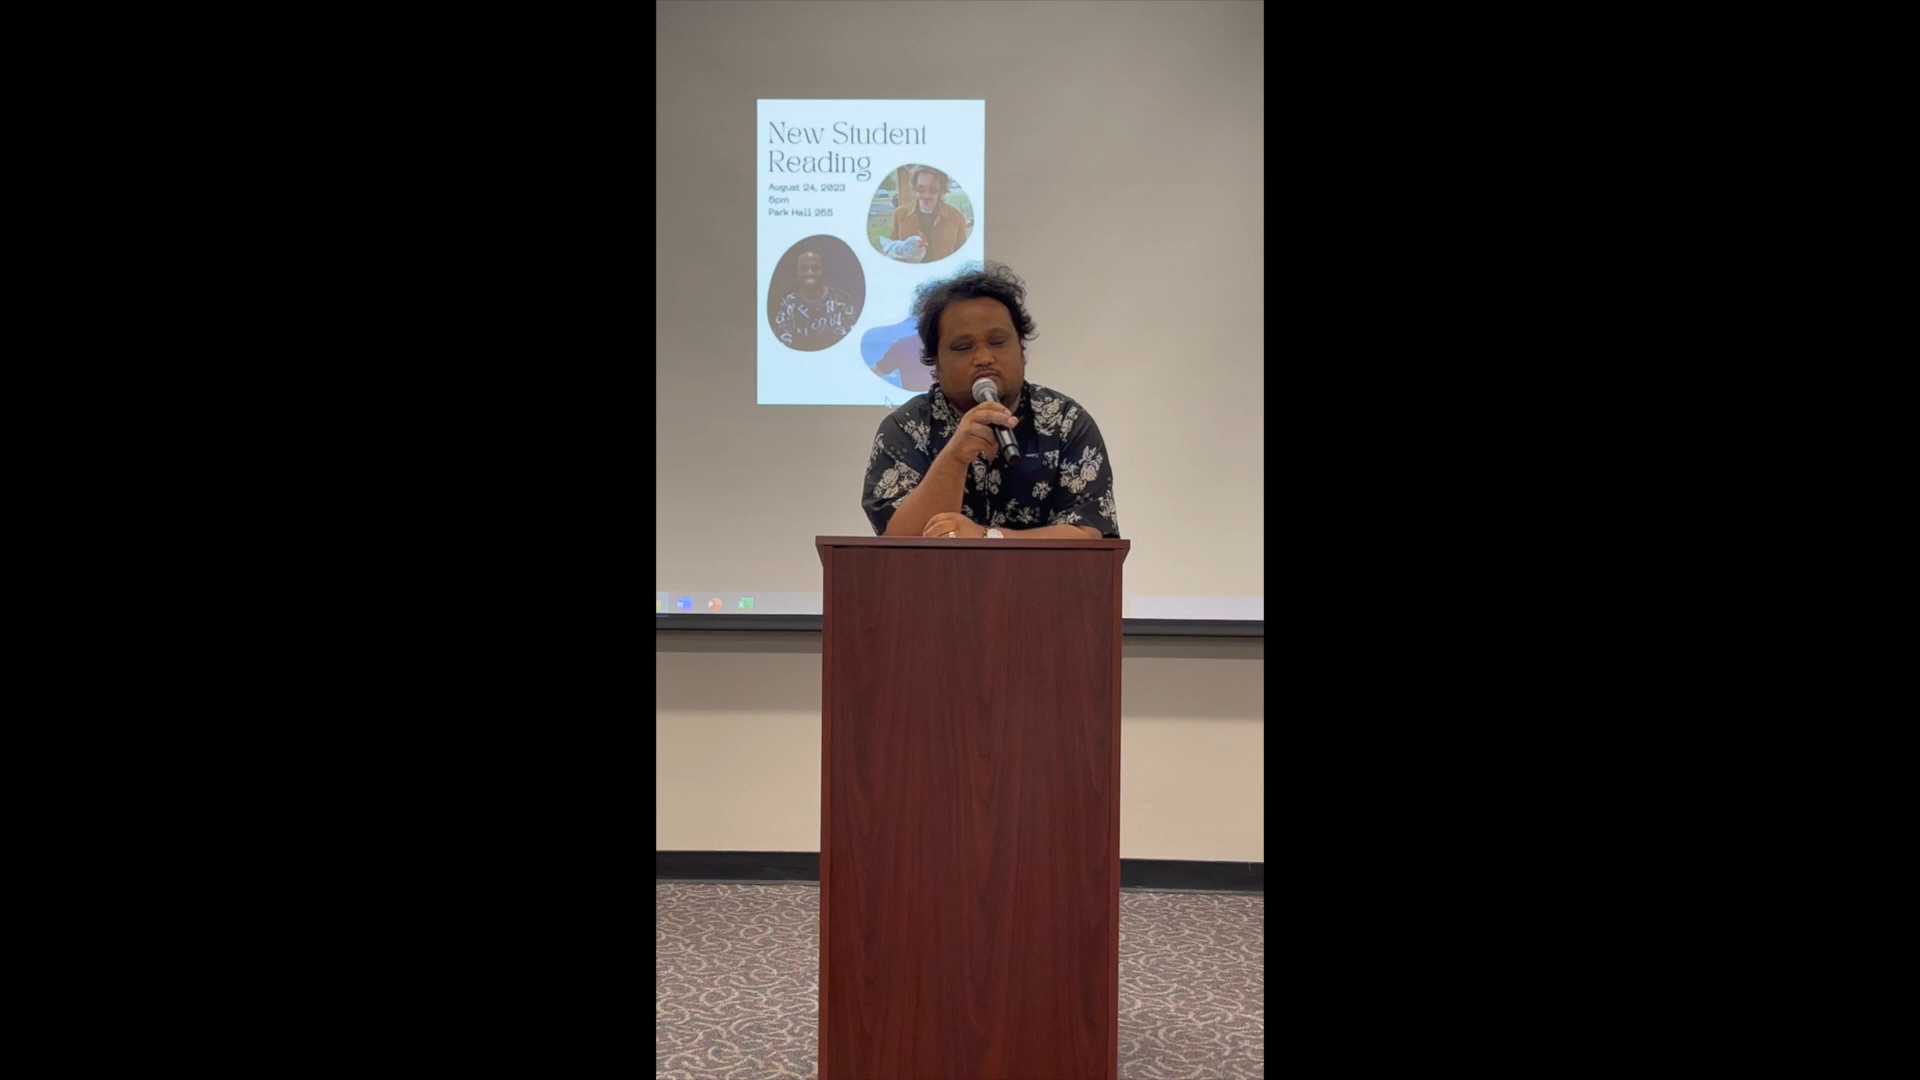 New Student
Reading
August 24, 2023
6pm
Park Hall 265